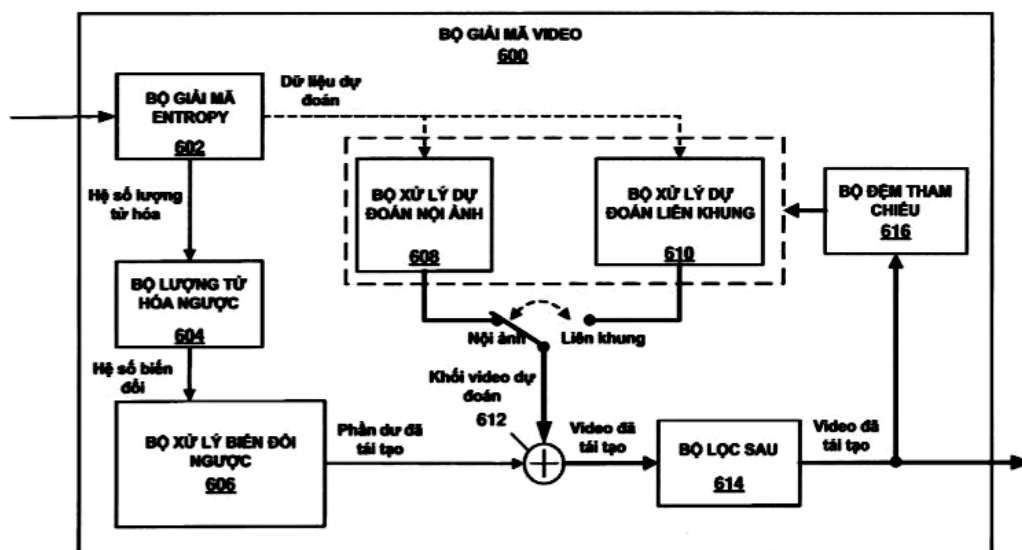 BỘ GIẢI MÃ VIDEO
600
BỘ GIẢI MÃ
ENTROPY
602
Dữ liệu dự
đoán
Hệ số lượng
tử hóa
BỘ XỬ LÝ DỰ
ĐOÁN NỘI ẢNH
608
BỘ XỬ LÝ DỰ
ĐOÁN LIÊN KHUNG
610
BỘ ĐỆM THAM
CHIẾU
616
BỘ LƯỢNG TỬ
HÓA NGƯỢC
604
Nội ảnh
Liên khung
Hệ số biến
đổi
Khối video dự
đoán
612
BỘ XỬ LÝ BIẾN ĐỔI
NGƯỢC
606
Phần dư đã
tái tạo
Video đã
tái tạo
BỘ LỌC SAU
614
Video đã
tái tạo